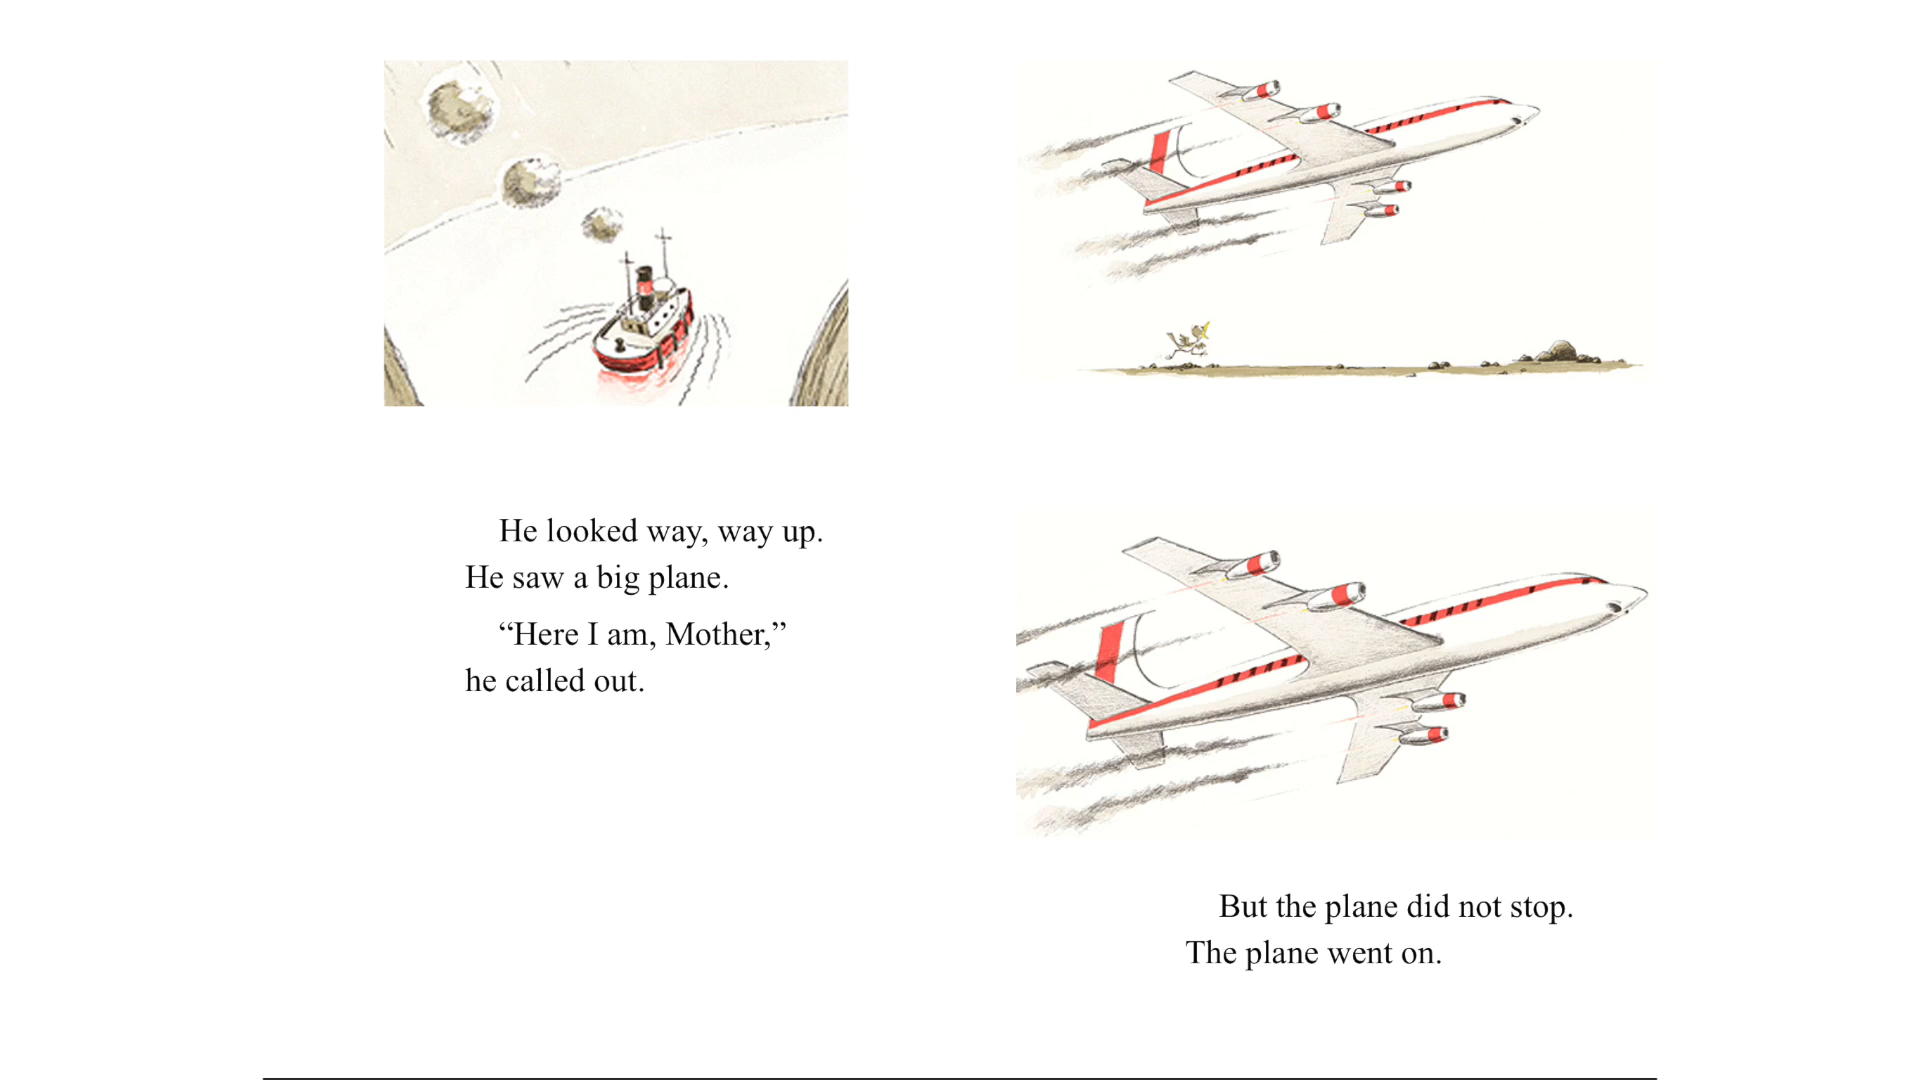 He looked way, way up.
He saw a big plane.
“Here I am, Mother,”
he called out.
But the plane did not stop.
The plane went on.